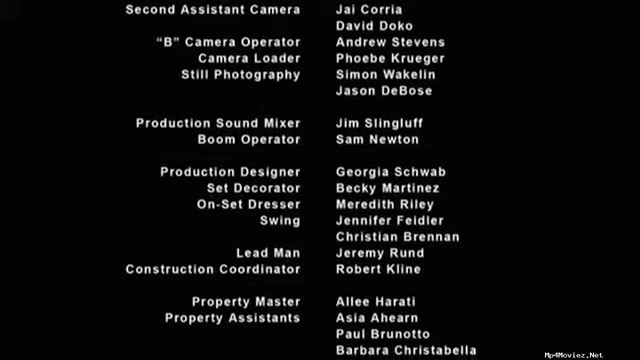 Second Assistant Camera Jai Corria
David Doko
“B” Camera Operator Andrew Stevens
Camera Loader Phoebe Krueger
Still Photography Simon Wakelin
Jason DeBose
Production Sound Mixer Jim Slingluff
Boom Operator Sam Newton
Production Designer Georgia Schwab
Set Decorator Becky Martinez
On-Set Dresser Meredith Riley
Swing Jennifer Feidler
Christian Brennan
Lead Man Jeremy Rund
Construction Coordinator Robert Kline
Property Master Allee Harati
Property Assistants Asia Ahearn
Paul Brunotto
Barbara Christabella
Mp4Moviez.Net